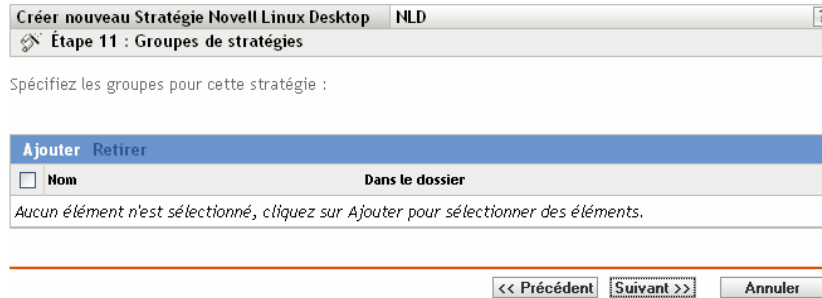 Créer nouveau Stratégie Novell Linux Desktop NLD
Étape 11 : Groupes de stratégies
Spécifiez les groupes pour cette stratégie :
Ajouter Retirer
Nom Dans le dossier
Aucun élément n'est sélectionné, cliquez sur Ajouter pour sélectionner des éléments.
<< Précédent Suivant >> Annuler